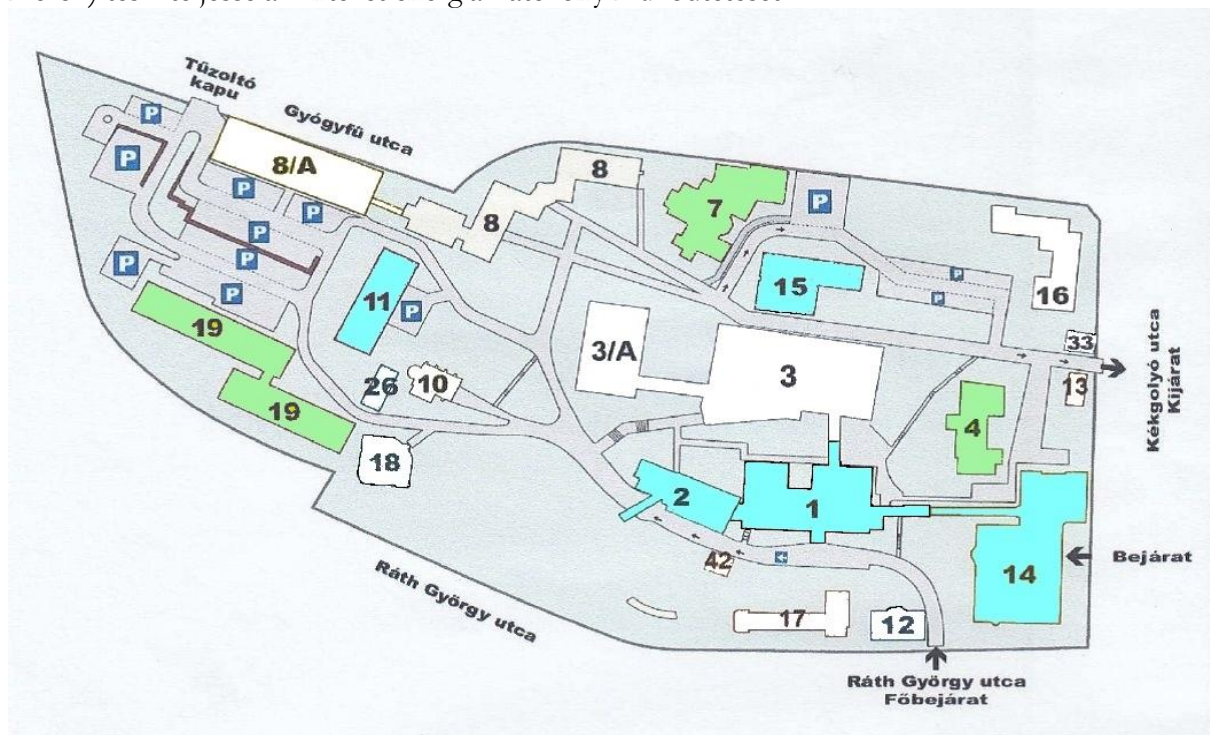 Tűzoltó
kapu
Gyógyfű utca
P
8/A
8
P
P
7
P
P
8
P
P
P
P
P
15
P
P
16
11
P
19
3/A
3
33
Kékgolyó utca
Kijárat
26
10
13
19
4
18
2
1
14
Bejárat
42
Ráth György utca
17
12
Ráth György utca
Főbejárat